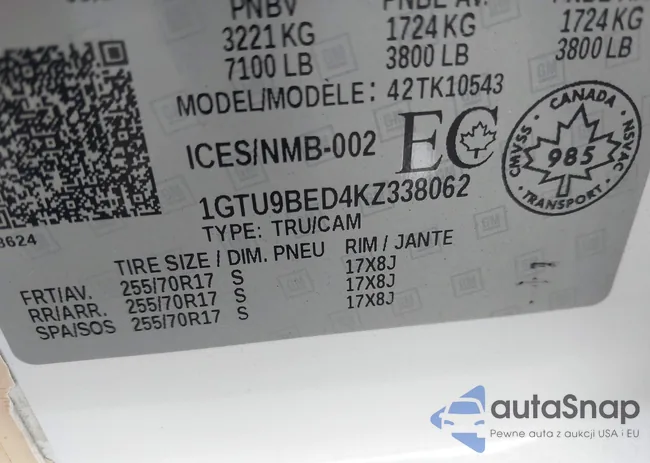 PNBV PNBE AV.
3221 KG 1724 KG 1724 KG
7100 LB 3800 LB 3800 LB
MODEL/MODÈLE: 42TK10543
ICES/NMB-002 EC
CANADA
CMVSS 985 NSVAC
TRANSPORT
1GTU9BED4KZ338062
3624 TYPE: TRU/CAM
TIRE SIZE / DIM. PNEU RIM / JANTE
FRT/AV. 255/70R17 S 17X8J
RR/ARR. 255/70R17 S 17X8J
SPA/SOS 255/70R17 S 17X8J
autaSnap
Pewne auta z aukcji USA i EU